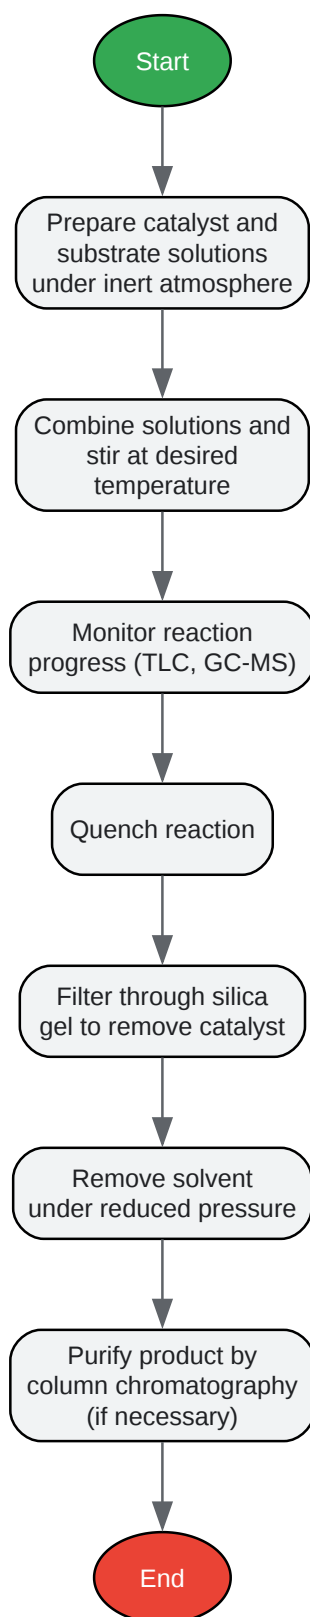 Start
Prepare catalyst and
substrate solutions
under inert atmosphere
Combine solutions and
stir at desired
temperature
Monitor reaction
progress (TLC, GC-MS)
Quench reaction
Filter through silica
gel to remove catalyst
Remove solvent
under reduced pressure
Purify product by
column chromatography
(if necessary)
End